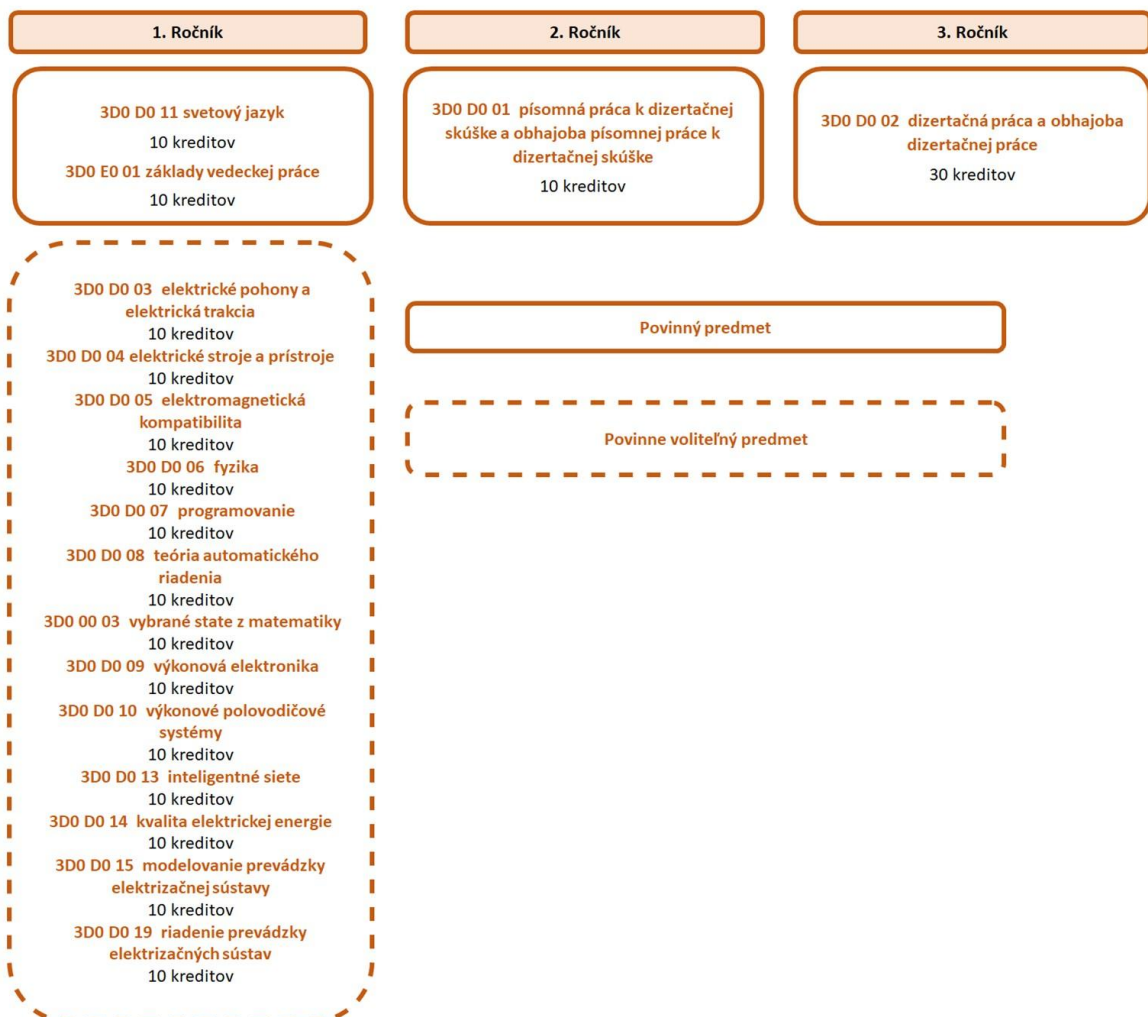 1. Ročník
2. Ročník
3. Ročník
3D0 D0 11 svetový jazyk
10 kreditov
3D0 E0 01 základy vedeckej práce
10 kreditov
3D0 D0 01 písomná práca k dizertačnej
skúške a obhajoba písomnej práce k
dizertačnej skúške
10 kreditov
3D0 D0 02 dizertačná práca a obhajoba
dizertačnej práce
30 kreditov
3D0 D0 03 elektrické pohony a
elektrická trakcia
10 kreditov
3D0 D0 04 elektrické stroje a prístroje
10 kreditov
3D0 D0 05 elektromagnetická
kompatibilita
10 kreditov
3D0 D0 06 fyzika
10 kreditov
3D0 D0 07 programovanie
10 kreditov
3D0 D0 08 teória automatického
riadenia
10 kreditov
3D0 00 03 vybrané state z matematiky
10 kreditov
3D0 D0 09 výkonová elektronika
10 kreditov
3D0 D0 10 výkonové polovodičové
systémy
10 kreditov
3D0 D0 13 inteligentné siete
10 kreditov
3D0 D0 14 kvalita elektrickej energie
10 kreditov
3D0 D0 15 modelovanie prevádzky
elektrizačnej sústavy
10 kreditov
3D0 D0 19 riadenie prevádzky
elektrizačných sústav
10 kreditov
Povinný predmet
Povinne voliteľný predmet